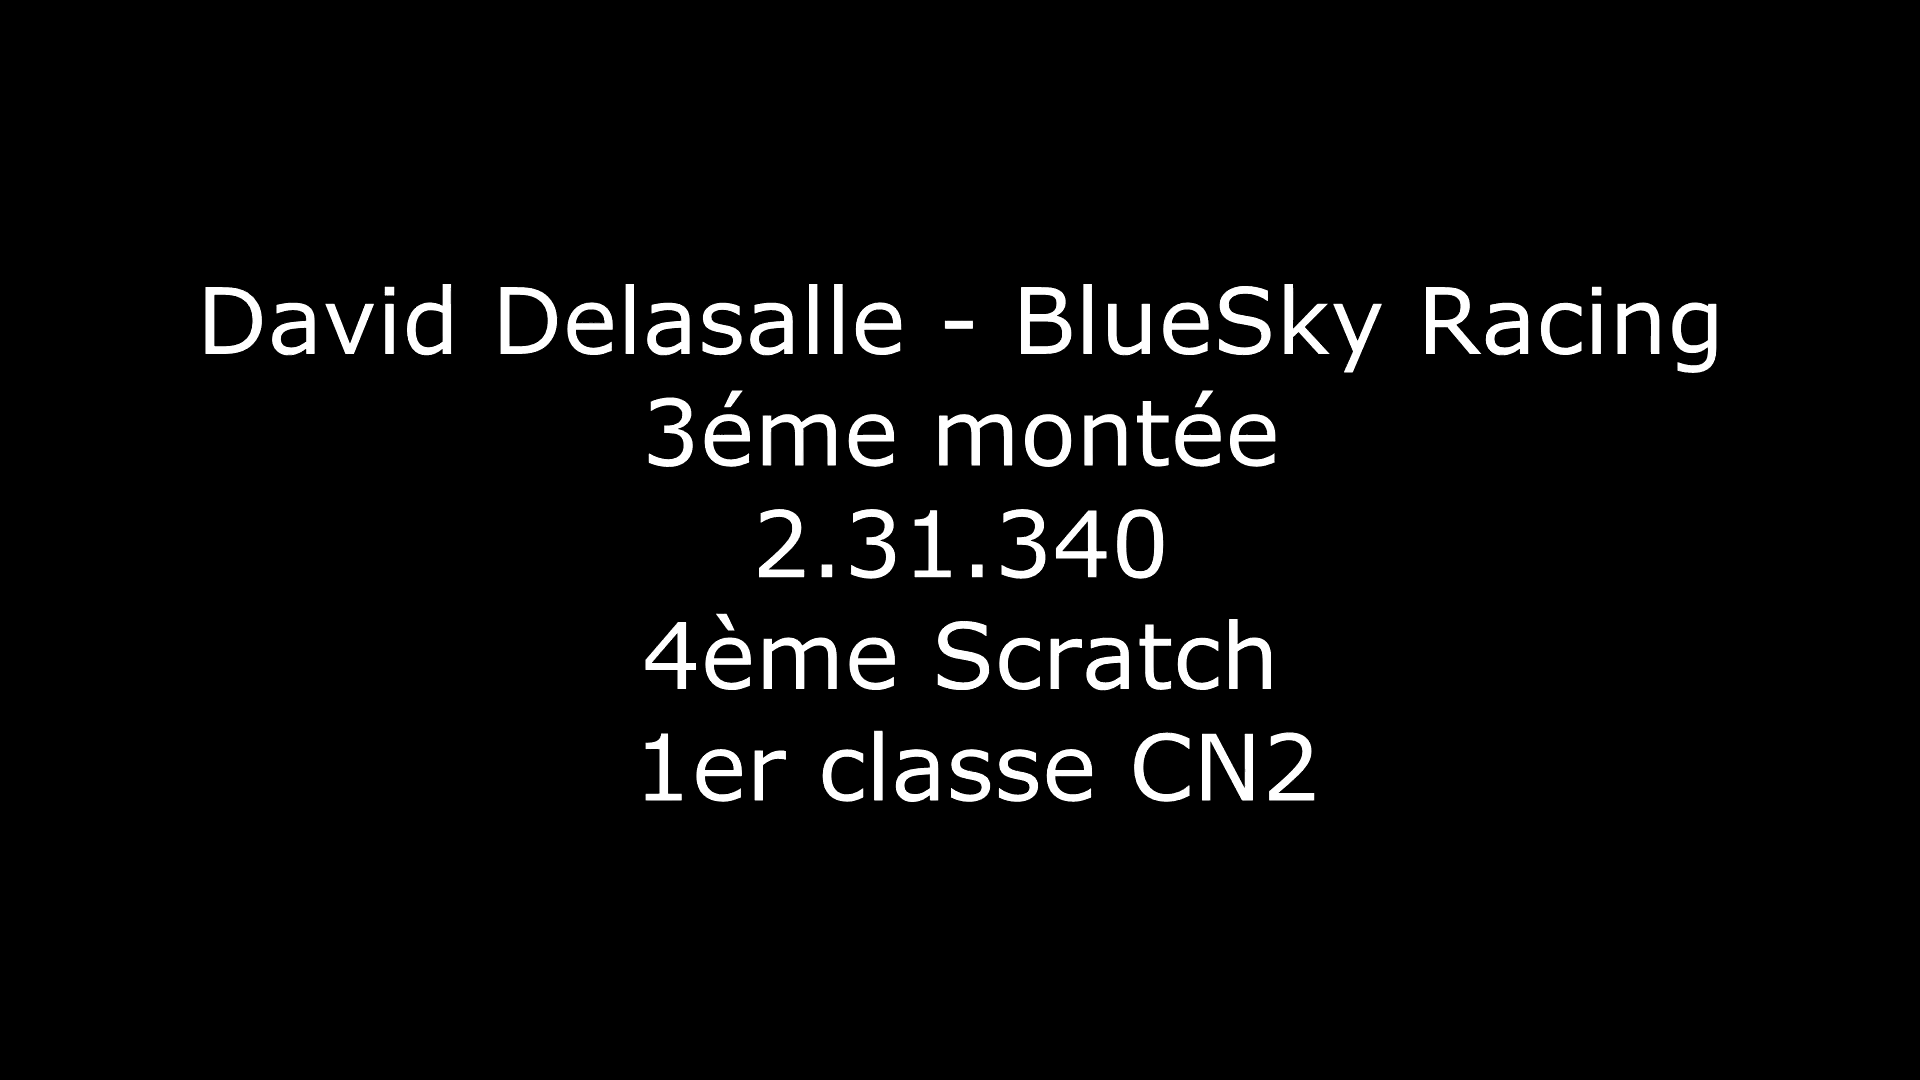 David Delasalle - BlueSky Racing
3éme montée
2.31.340
4ème Scratch
1er classe CN2